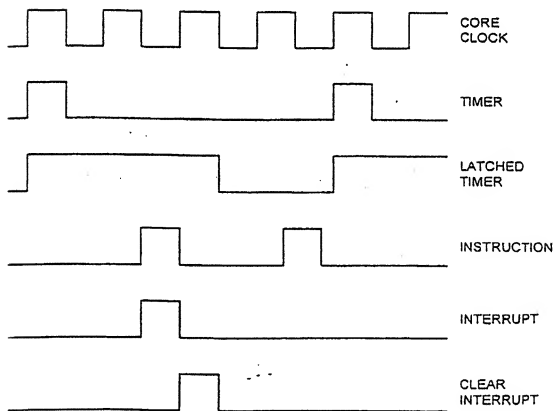 CORE
CLOCK
TIMER
LATCHED
TIMER
INSTRUCTION
INTERRUPT
CLEAR
INTERRUPT